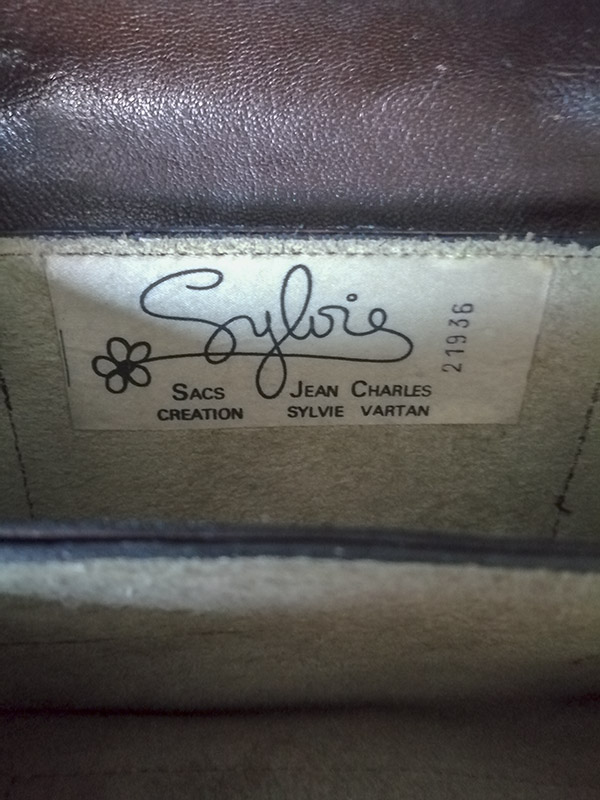 Sylvie
21936
SACS JEAN CHARLES
CREATION SYLVIE VARTAN